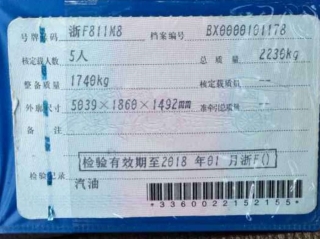 号牌号码 浙F811M8 档案编号 BX0000101178
核定载人数 5人 总质量 2230kg
整备质量 1740kg 核定载质量 --
外廓尺寸 5039×1860×1492mm 准牵引总质量 --
备注 --
检验有效期至2018 年01 月浙F()
检验记录
汽油
*3360022152155*